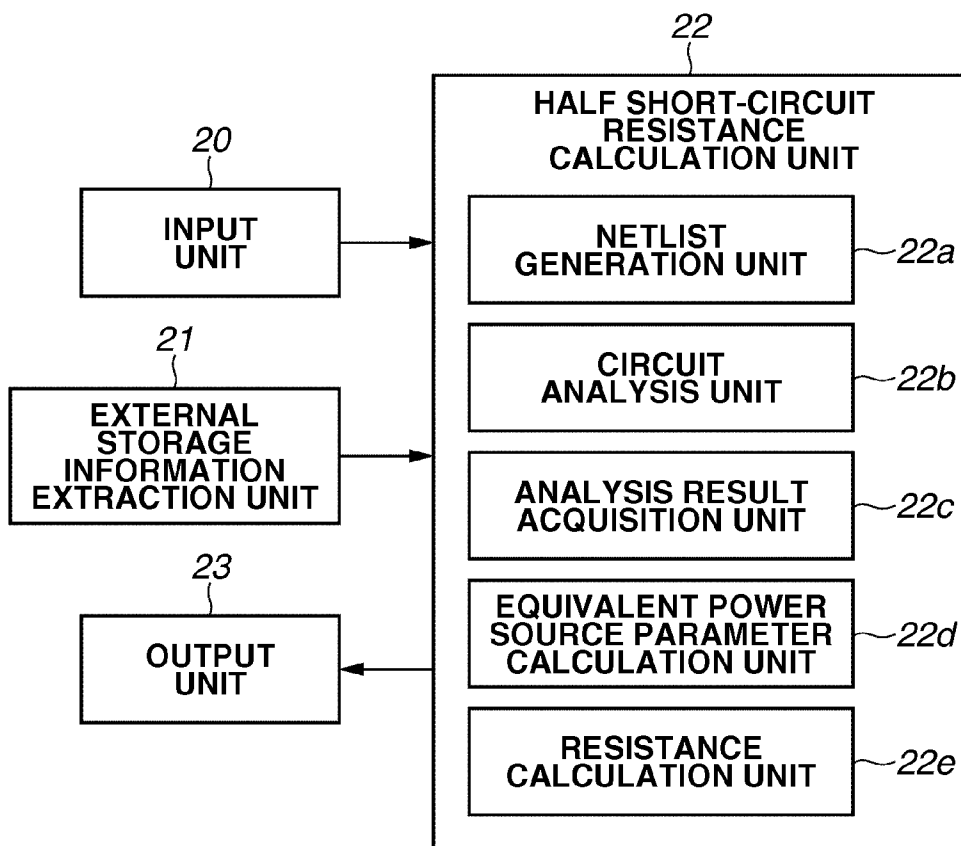 22
HALF SHORT-CIRCUIT
RESISTANCE
CALCULATION UNIT
20
INPUT
UNIT
NETLIST
GENERATION UNIT
22a
21
EXTERNAL
STORAGE
INFORMATION
EXTRACTION UNIT
CIRCUIT
ANALYSIS UNIT
22b
ANALYSIS RESULT
ACQUISITION UNIT
22c
23
OUTPUT
UNIT
EQUIVALENT POWER
SOURCE PARAMETER
CALCULATION UNIT
22d
RESISTANCE
CALCULATION UNIT
22e